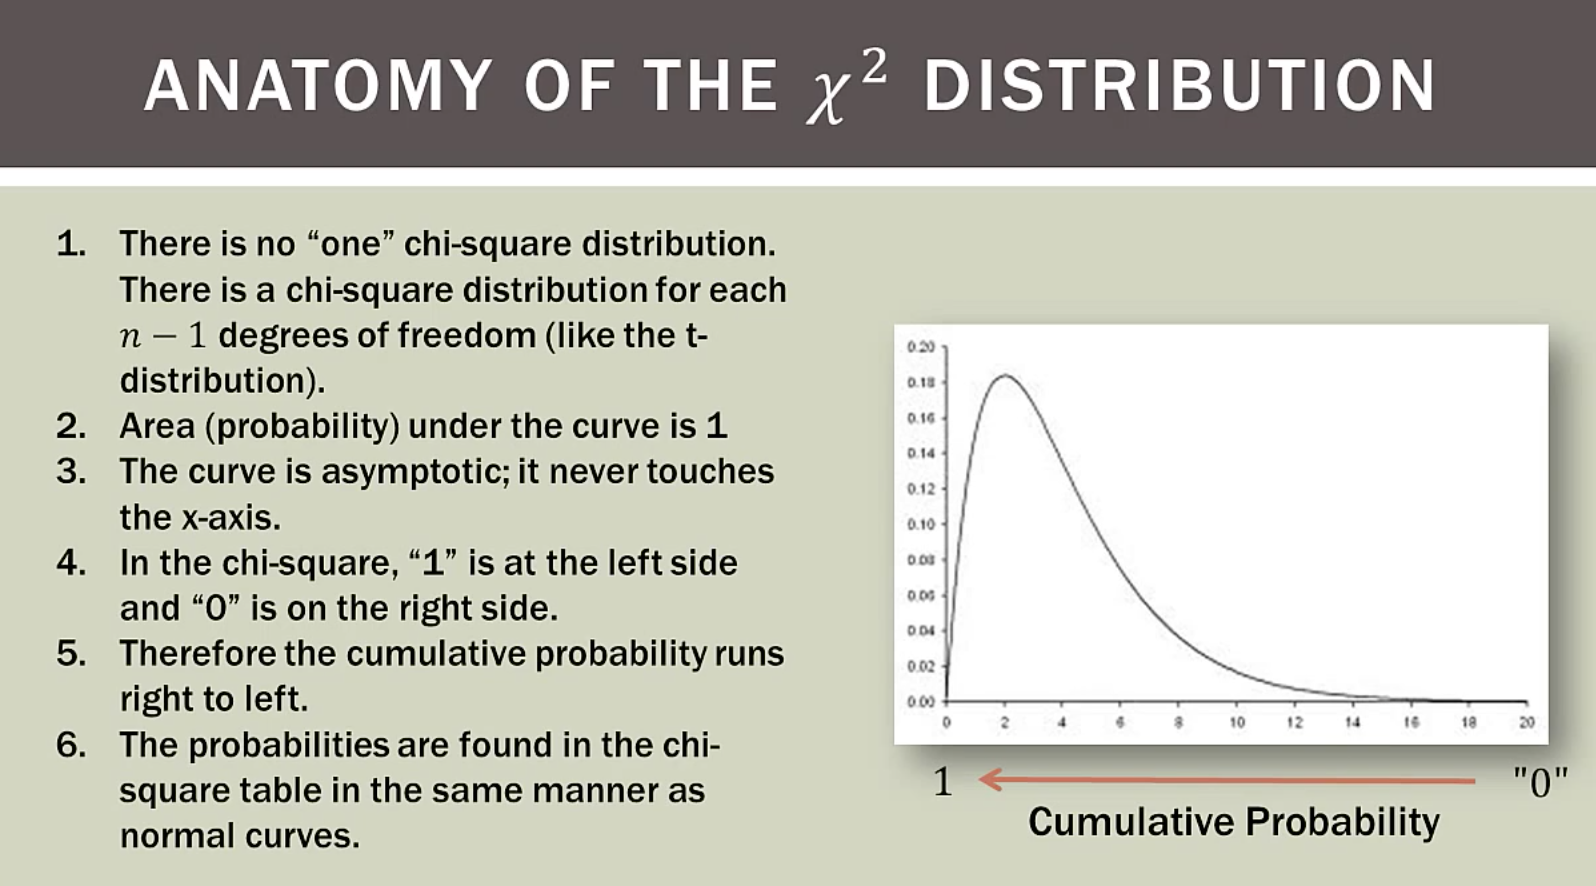 ANATOMY OF THE χ² DISTRIBUTION
1. There is no “one” chi-square distribution.
There is a chi-square distribution for each
n − 1 degrees of freedom (like the t-
distribution).
2. Area (probability) under the curve is 1
3. The curve is asymptotic; it never touches
the x-axis.
4. In the chi-square, “1” is at the left side
and “0” is on the right side.
5. Therefore the cumulative probability runs
right to left.
6. The probabilities are found in the chi-
square table in the same manner as
normal curves.
0.20
0.18
0.16
0.14
0.12
0.10
0.08
0.06
0.04
0.02
0.00
0 2 4 6 8 10 12 14 16 18 20
1 "0"
Cumulative Probability